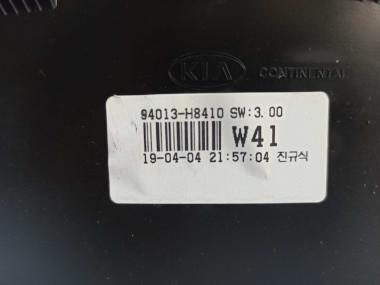 KIA CONTINENTAL
94013-H8410 SW:3.00
W41
19-04-04 21:57:04 진규식